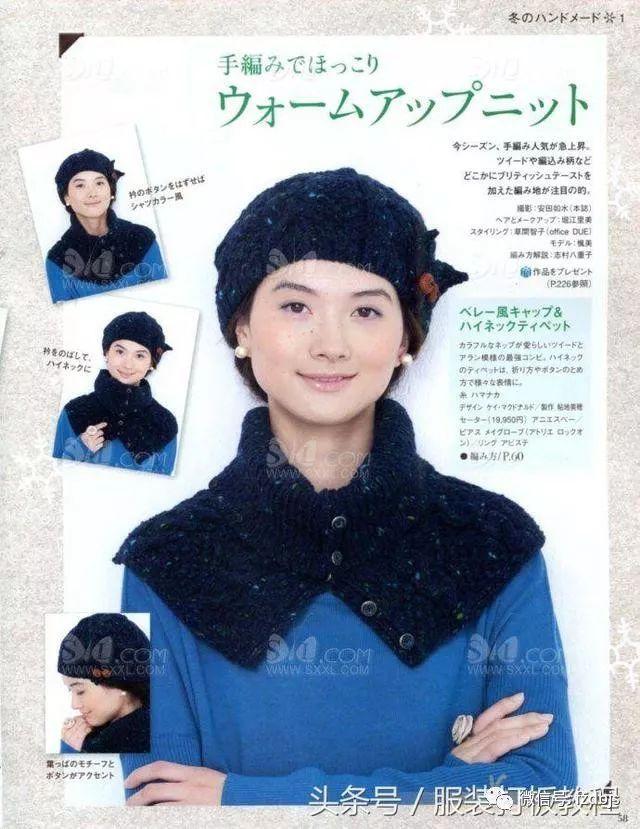 冬のハンドメード※1
手編みでほっこり
ウォームアップニット
今シーズン、手編み人気が急上昇。
ツイードや編込み柄など
どこかにブリティッシュテーストを
加えた編み地が注目の的。
撮影:安田如水(本誌)
ヘアとメークアップ:堀江里美
スタイリング:草間智子(office DUE)
モデル:楓美
編み方解説:志村八重子
作品をプレゼント
(P.226参照)
衿のボタンをはずせば
シャツカラー風
衿をのばして、
ハイネックに
ベレー風キャップ&
ハイネックティペット
カラフルなネップが愛らしいツイードと
アラン模様の最強コンビ。ハイネック
のティペットは、折り方やボタンのとめ
方で様々な表情に。
糸 ハマナカ
デザイン ケイ・マクドナルド/製作 鮎地美穂
セーター(19,950円) アニエスベー/
ピアス メイグローブ(アトリエ ロックオ
ン)/リング アビステ
●編み方/P.60
葉っぱのモチーフと
ボタンがアクセント
SXXL.COM
WWW.SXXL.COM
头条号/服装打板教程
58